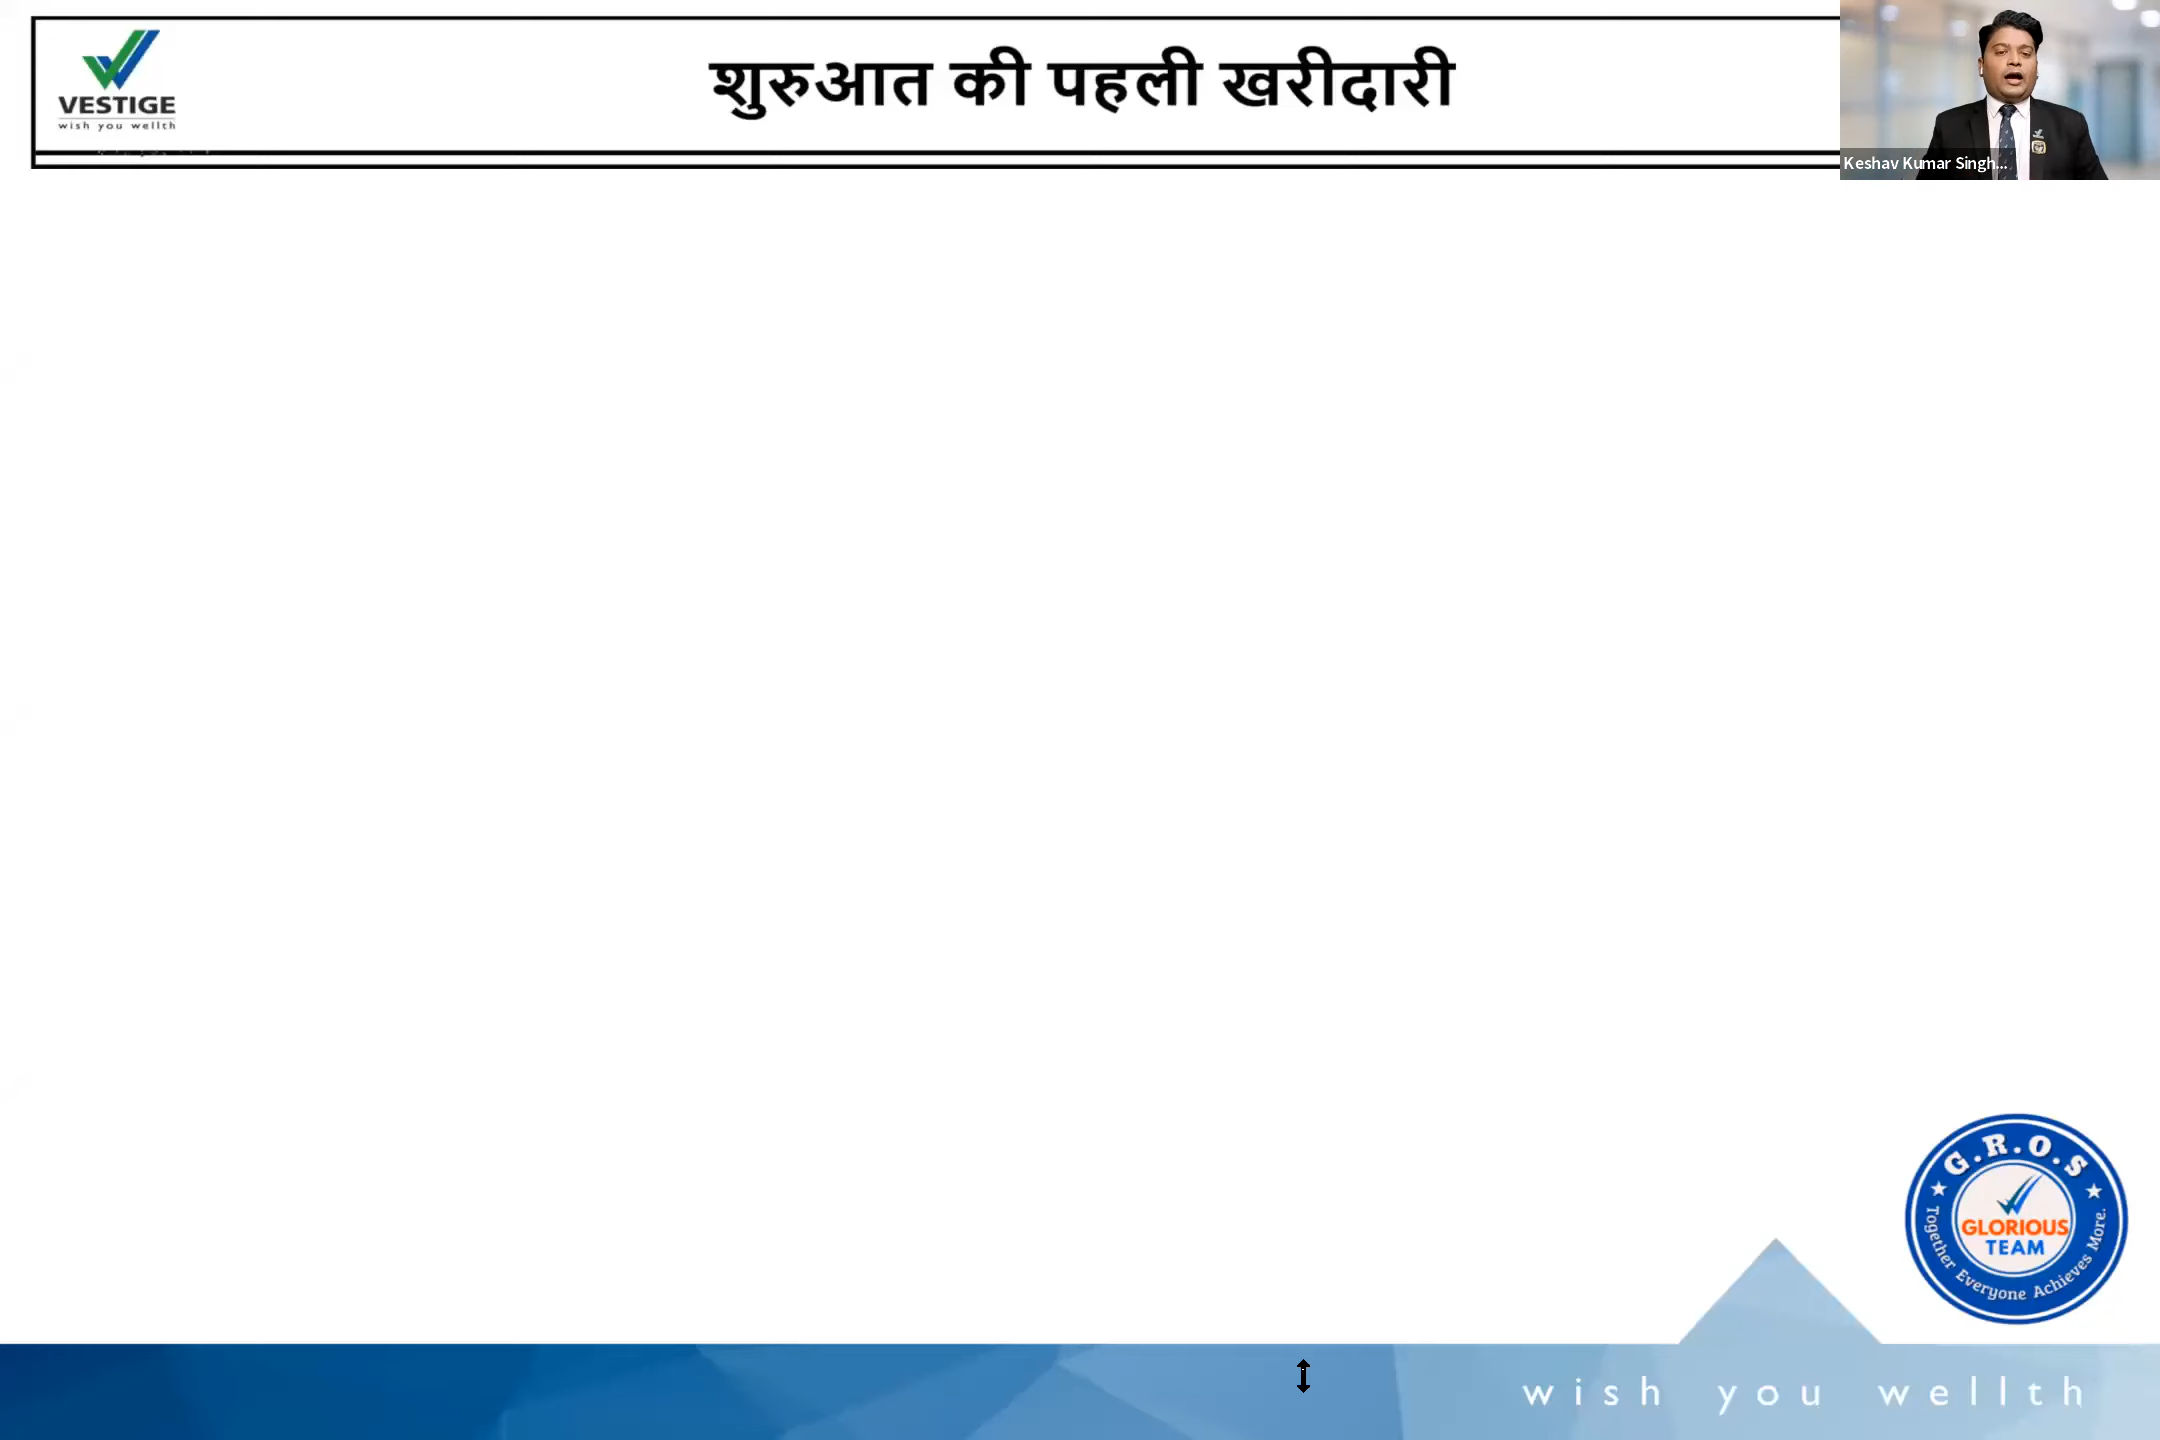 VESTIGE
wish you wellth
शुरुआत की पहली खरीदारी
Keshav Kumar Singh...
G.R.O.S
GLORIOUS
TEAM
Together Everyone Achieves More.
wish you wellth